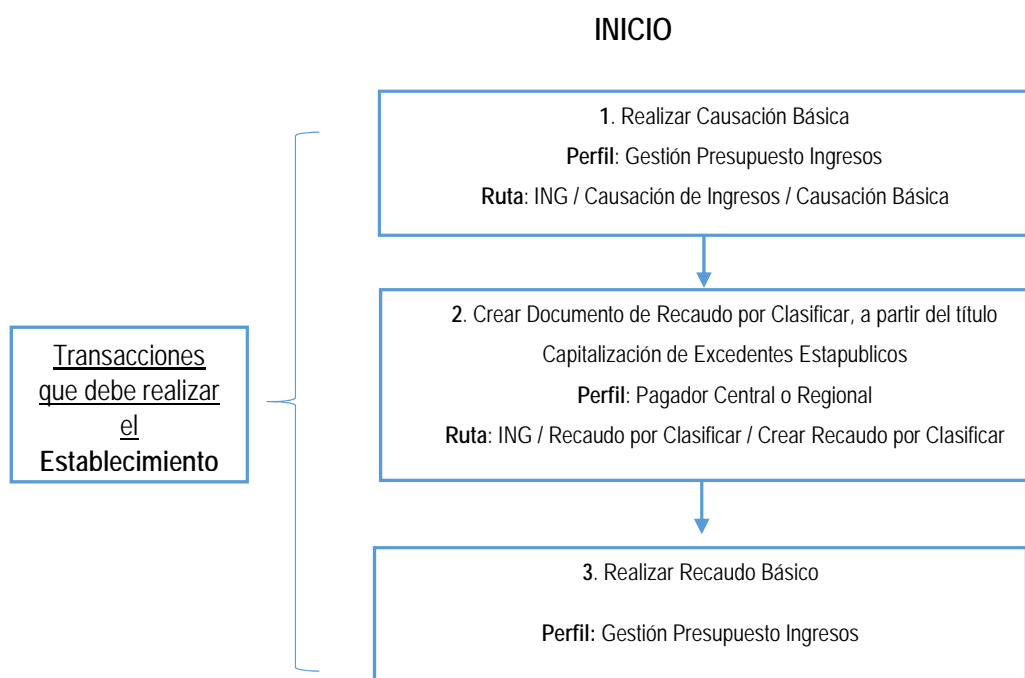 INICIO
1. Realizar Causación Básica
Perfil: Gestión Presupuesto Ingresos
Ruta: ING / Causación de Ingresos / Causación Básica
2. Crear Documento de Recaudo por Clasificar, a partir del título
Capitalización de Excedentes Estapublicos
Perfil: Pagador Central o Regional
Ruta: ING / Recaudo por Clasificar / Crear Recaudo por Clasificar
Transacciones
que debe realizar
el
Establecimiento
3. Realizar Recaudo Básico
Perfil: Gestión Presupuesto Ingresos